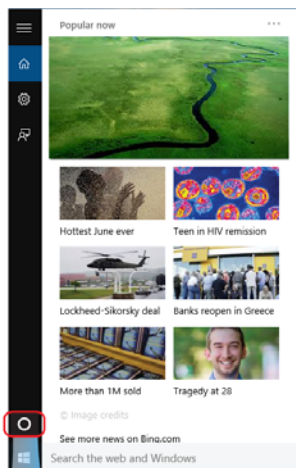 Popular now
Hottest June ever
Teen in HIV remission
Lockheed-Sikorsky deal
Banks reopen in Greece
More than 1M sold
Tragedy at 28
© Image credits
See more news on Bing.com
Search the web and Windows